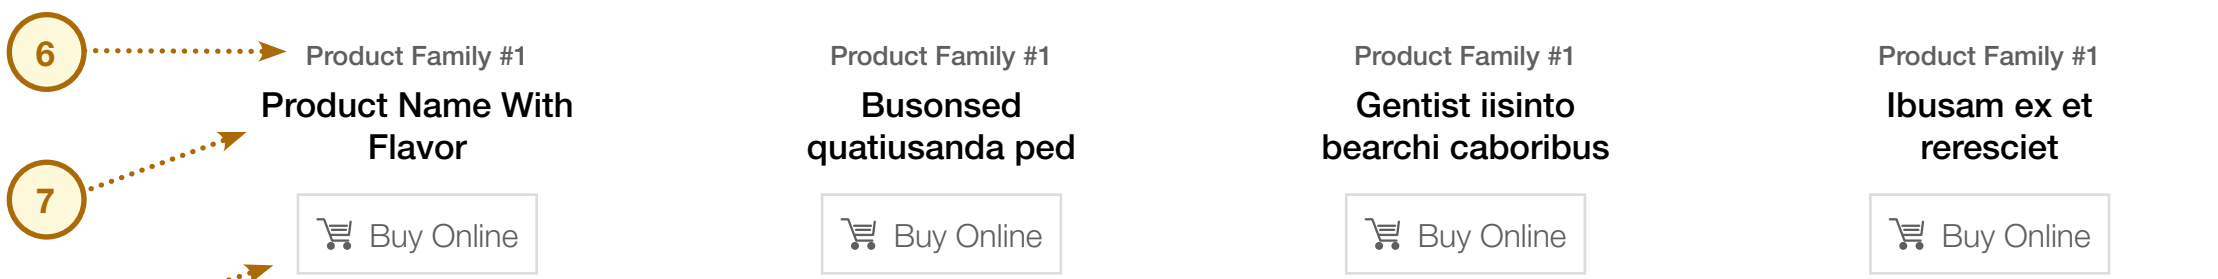 6
Product Family #1
Product Family #1
Product Family #1
Product Family #1
Product Name With
Flavor
Busonsed
quatiusanda ped
Gentist iisinto
bearchi caboribus
Ibusam ex et
reresciet
7
Buy Online
Buy Online
Buy Online
Buy Online